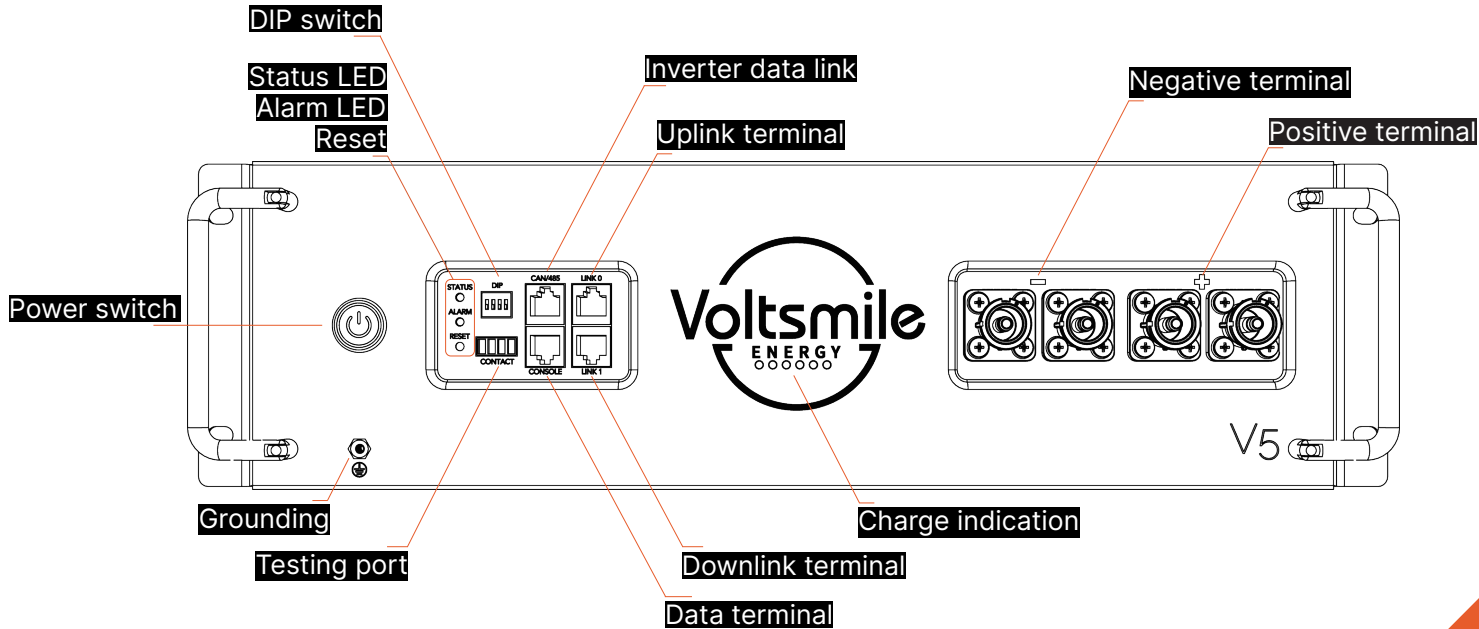 DIP switch
Status LED
Alarm LED
Reset
Inverter data link
Uplink terminal
Negative terminal
Positive terminal
Power switch
STATUS
ALARM
RESET
DIP
CONTACT
CAN/485
LINK 0
CONSOLE
LINK 1
Voltsmile
ENERGY
V5
Grounding
Testing port
Charge indication
Downlink terminal
Data terminal